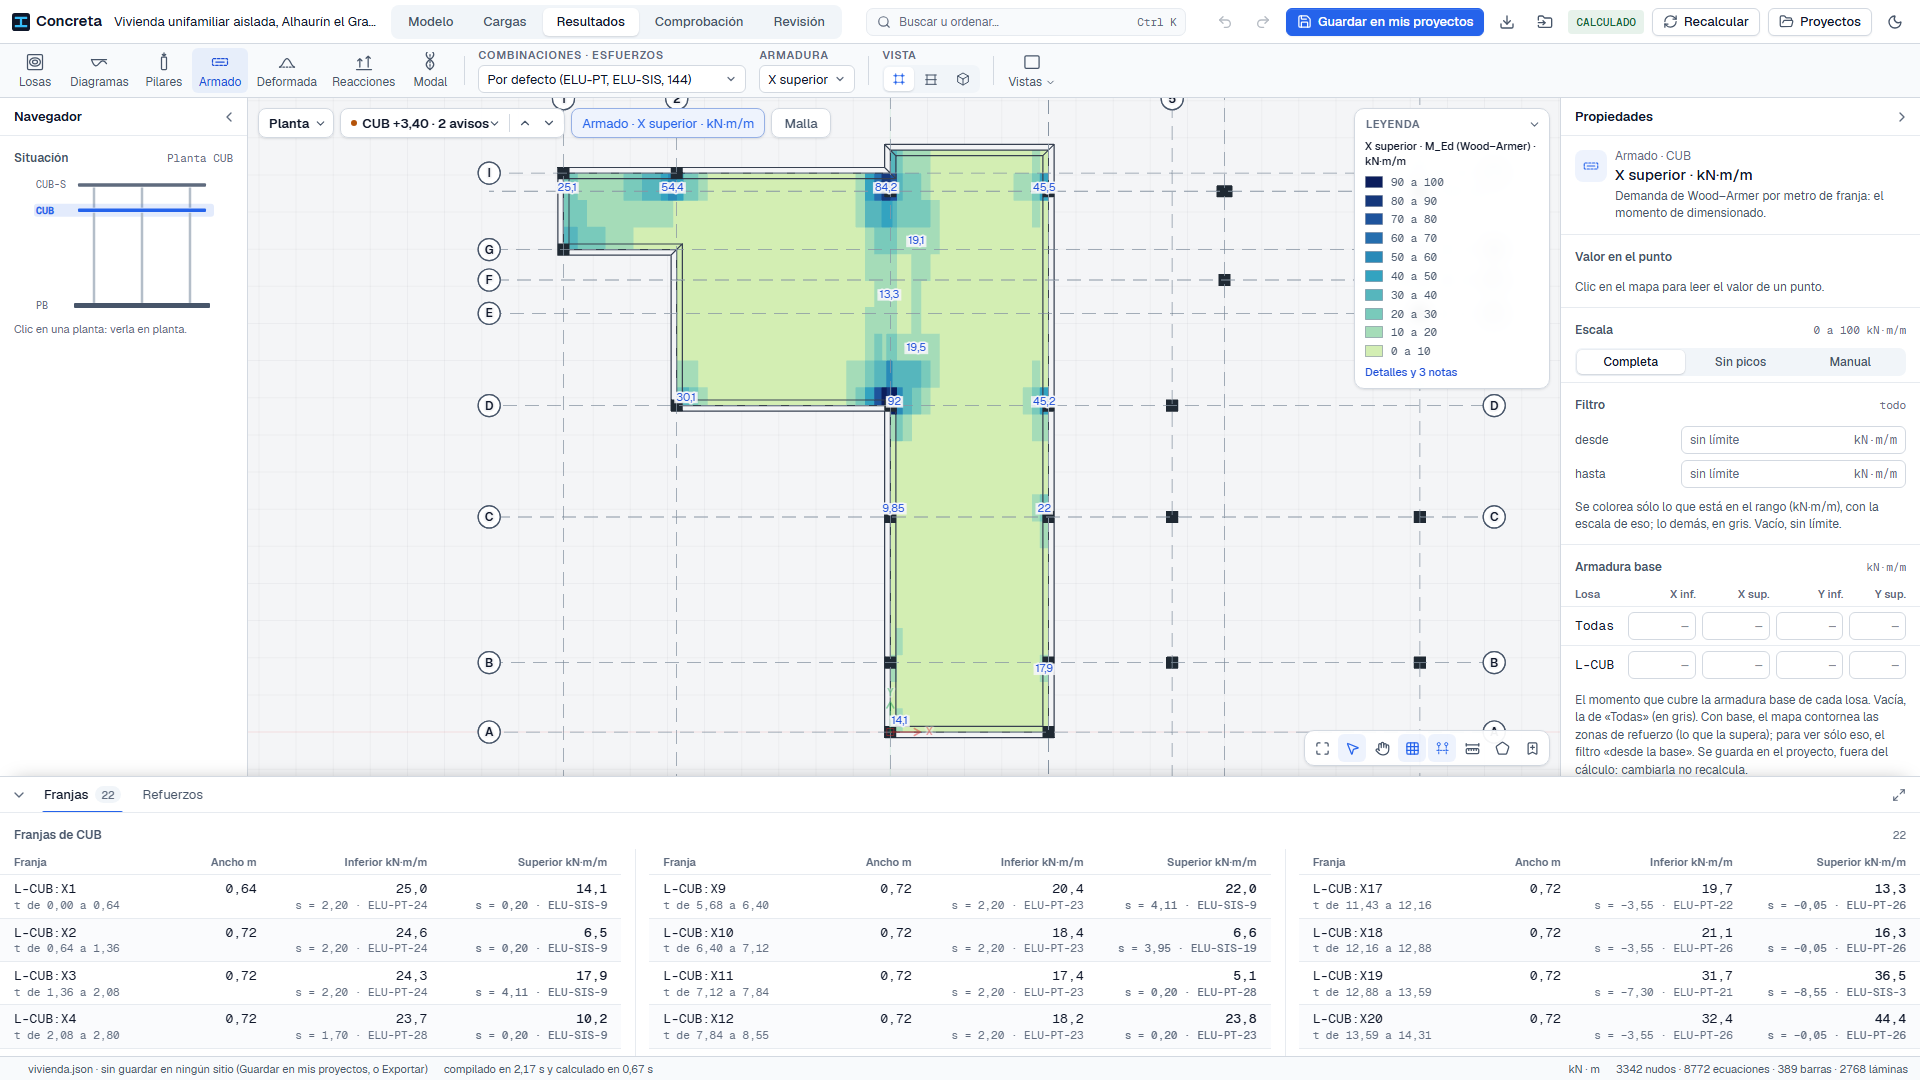 Concreta
Vivienda unifamiliar aislada, Alhaurín el Gra...
Modelo
Cargas
Resultados
Comprobación
Revisión
Buscar u ordenar...
Ctrl K
Guardar en mis proyectos
CALCULADO
Recalcular
Proyectos
Losas
Diagramas
Pilares
Armado
Deformada
Reacciones
Modal
COMBINACIONES · ESFUERZOS
Por defecto (ELU-PT, ELU-SIS, 144)
ARMADURA
X superior
VISTA
Vistas
Navegador
Situación
Planta CUB
CUB-S
CUB
PB
Clic en una planta: verla en planta.
Planta
CUB +3,40 · 2 avisos
Armado · X superior · kN·m/m
Malla
1
2
5
I
G
F
E
D
C
B
A
D
C
B
25,1
54,4
84,2
45,5
19,1
13,3
19,5
30,1
92
45,2
9,85
22
17,9
14,1
X
LEYENDA
X superior · M_Ed (Wood–Armer) ·
kN·m/m
90 a 100
80 a 90
70 a 80
60 a 70
50 a 60
40 a 50
30 a 40
20 a 30
10 a 20
0 a 10
Detalles y 3 notas
Propiedades
Armado · CUB
X superior · kN·m/m
Demanda de Wood–Armer por metro de franja: el
momento de dimensionado.
Valor en el punto
Clic en el mapa para leer el valor de un punto.
Escala
0 a 100 kN·m/m
Completa
Sin picos
Manual
Filtro
todo
desde
sin límite
kN·m/m
hasta
sin límite
kN·m/m
Se colorea sólo lo que está en el rango (kN·m/m), con la
escala de eso; lo demás, en gris. Vacío, sin límite.
Armadura base
kN·m/m
Losa X inf. X sup. Y inf. Y sup.
Todas – – – –
L-CUB – – – –
El momento que cubre la armadura base de cada losa. Vacía,
la de «Todas» (en gris). Con base, el mapa contornea las
zonas de refuerzo (lo que la supera); para ver sólo eso, el
filtro «desde la base». Se guarda en el proyecto, fuera del
cálculo: cambiarla no recalcula.
Franjas 22
Refuerzos
Franjas de CUB
22
Franja Ancho m Inferior kN·m/m Superior kN·m/m
L-CUB:X1 0,64 25,0 14,1
t de 0,00 a 0,64 s = 2,20 · ELU-PT-24 s = 0,20 · ELU-SIS-9
L-CUB:X2 0,72 24,6 6,5
t de 0,64 a 1,36 s = 2,20 · ELU-PT-24 s = 0,20 · ELU-SIS-9
L-CUB:X3 0,72 24,3 17,9
t de 1,36 a 2,08 s = 2,20 · ELU-PT-24 s = 4,11 · ELU-SIS-9
L-CUB:X4 0,72 23,7 10,2
t de 2,08 a 2,80 s = 1,70 · ELU-PT-28 s = 0,20 · ELU-SIS-9
Franja Ancho m Inferior kN·m/m Superior kN·m/m
L-CUB:X9 0,72 20,4 22,0
t de 5,68 a 6,40 s = 2,20 · ELU-PT-23 s = 4,11 · ELU-SIS-9
L-CUB:X10 0,72 18,4 6,6
t de 6,40 a 7,12 s = 2,20 · ELU-PT-23 s = 3,95 · ELU-SIS-19
L-CUB:X11 0,72 17,4 5,1
t de 7,12 a 7,84 s = 2,20 · ELU-PT-23 s = 0,20 · ELU-PT-28
L-CUB:X12 0,72 18,2 23,8
t de 7,84 a 8,55 s = 2,20 · ELU-PT-23 s = 0,20 · ELU-PT-23
Franja Ancho m Inferior kN·m/m Superior kN·m/m
L-CUB:X17 0,72 19,7 13,3
t de 11,43 a 12,16 s = −3,55 · ELU-PT-22 s = −0,05 · ELU-PT-26
L-CUB:X18 0,72 21,1 16,3
t de 12,16 a 12,88 s = −3,55 · ELU-PT-26 s = −0,05 · ELU-PT-26
L-CUB:X19 0,72 31,7 36,5
t de 12,88 a 13,59 s = −7,30 · ELU-PT-21 s = −8,55 · ELU-SIS-3
L-CUB:X20 0,72 32,4 44,4
t de 13,59 a 14,31 s = −3,55 · ELU-PT-26 s = −0,05 · ELU-PT-26
vivienda.json · sin guardar en ningún sitio (Guardar en mis proyectos, o Exportar)
compilado en 2,17 s y calculado en 0,67 s
kN · m
3342 nudos · 8772 ecuaciones · 389 barras · 2768 láminas